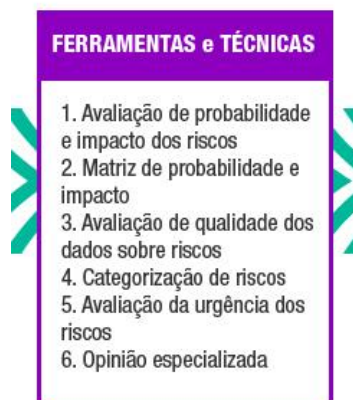 FERRAMENTAS e TÉCNICAS
1. Avaliação de probabilidade
e impacto dos riscos
2. Matriz de probabilidade e
impacto
3. Avaliação de qualidade dos
dados sobre riscos
4. Categorização de riscos
5. Avaliação da urgência dos
riscos
6. Opinião especializada